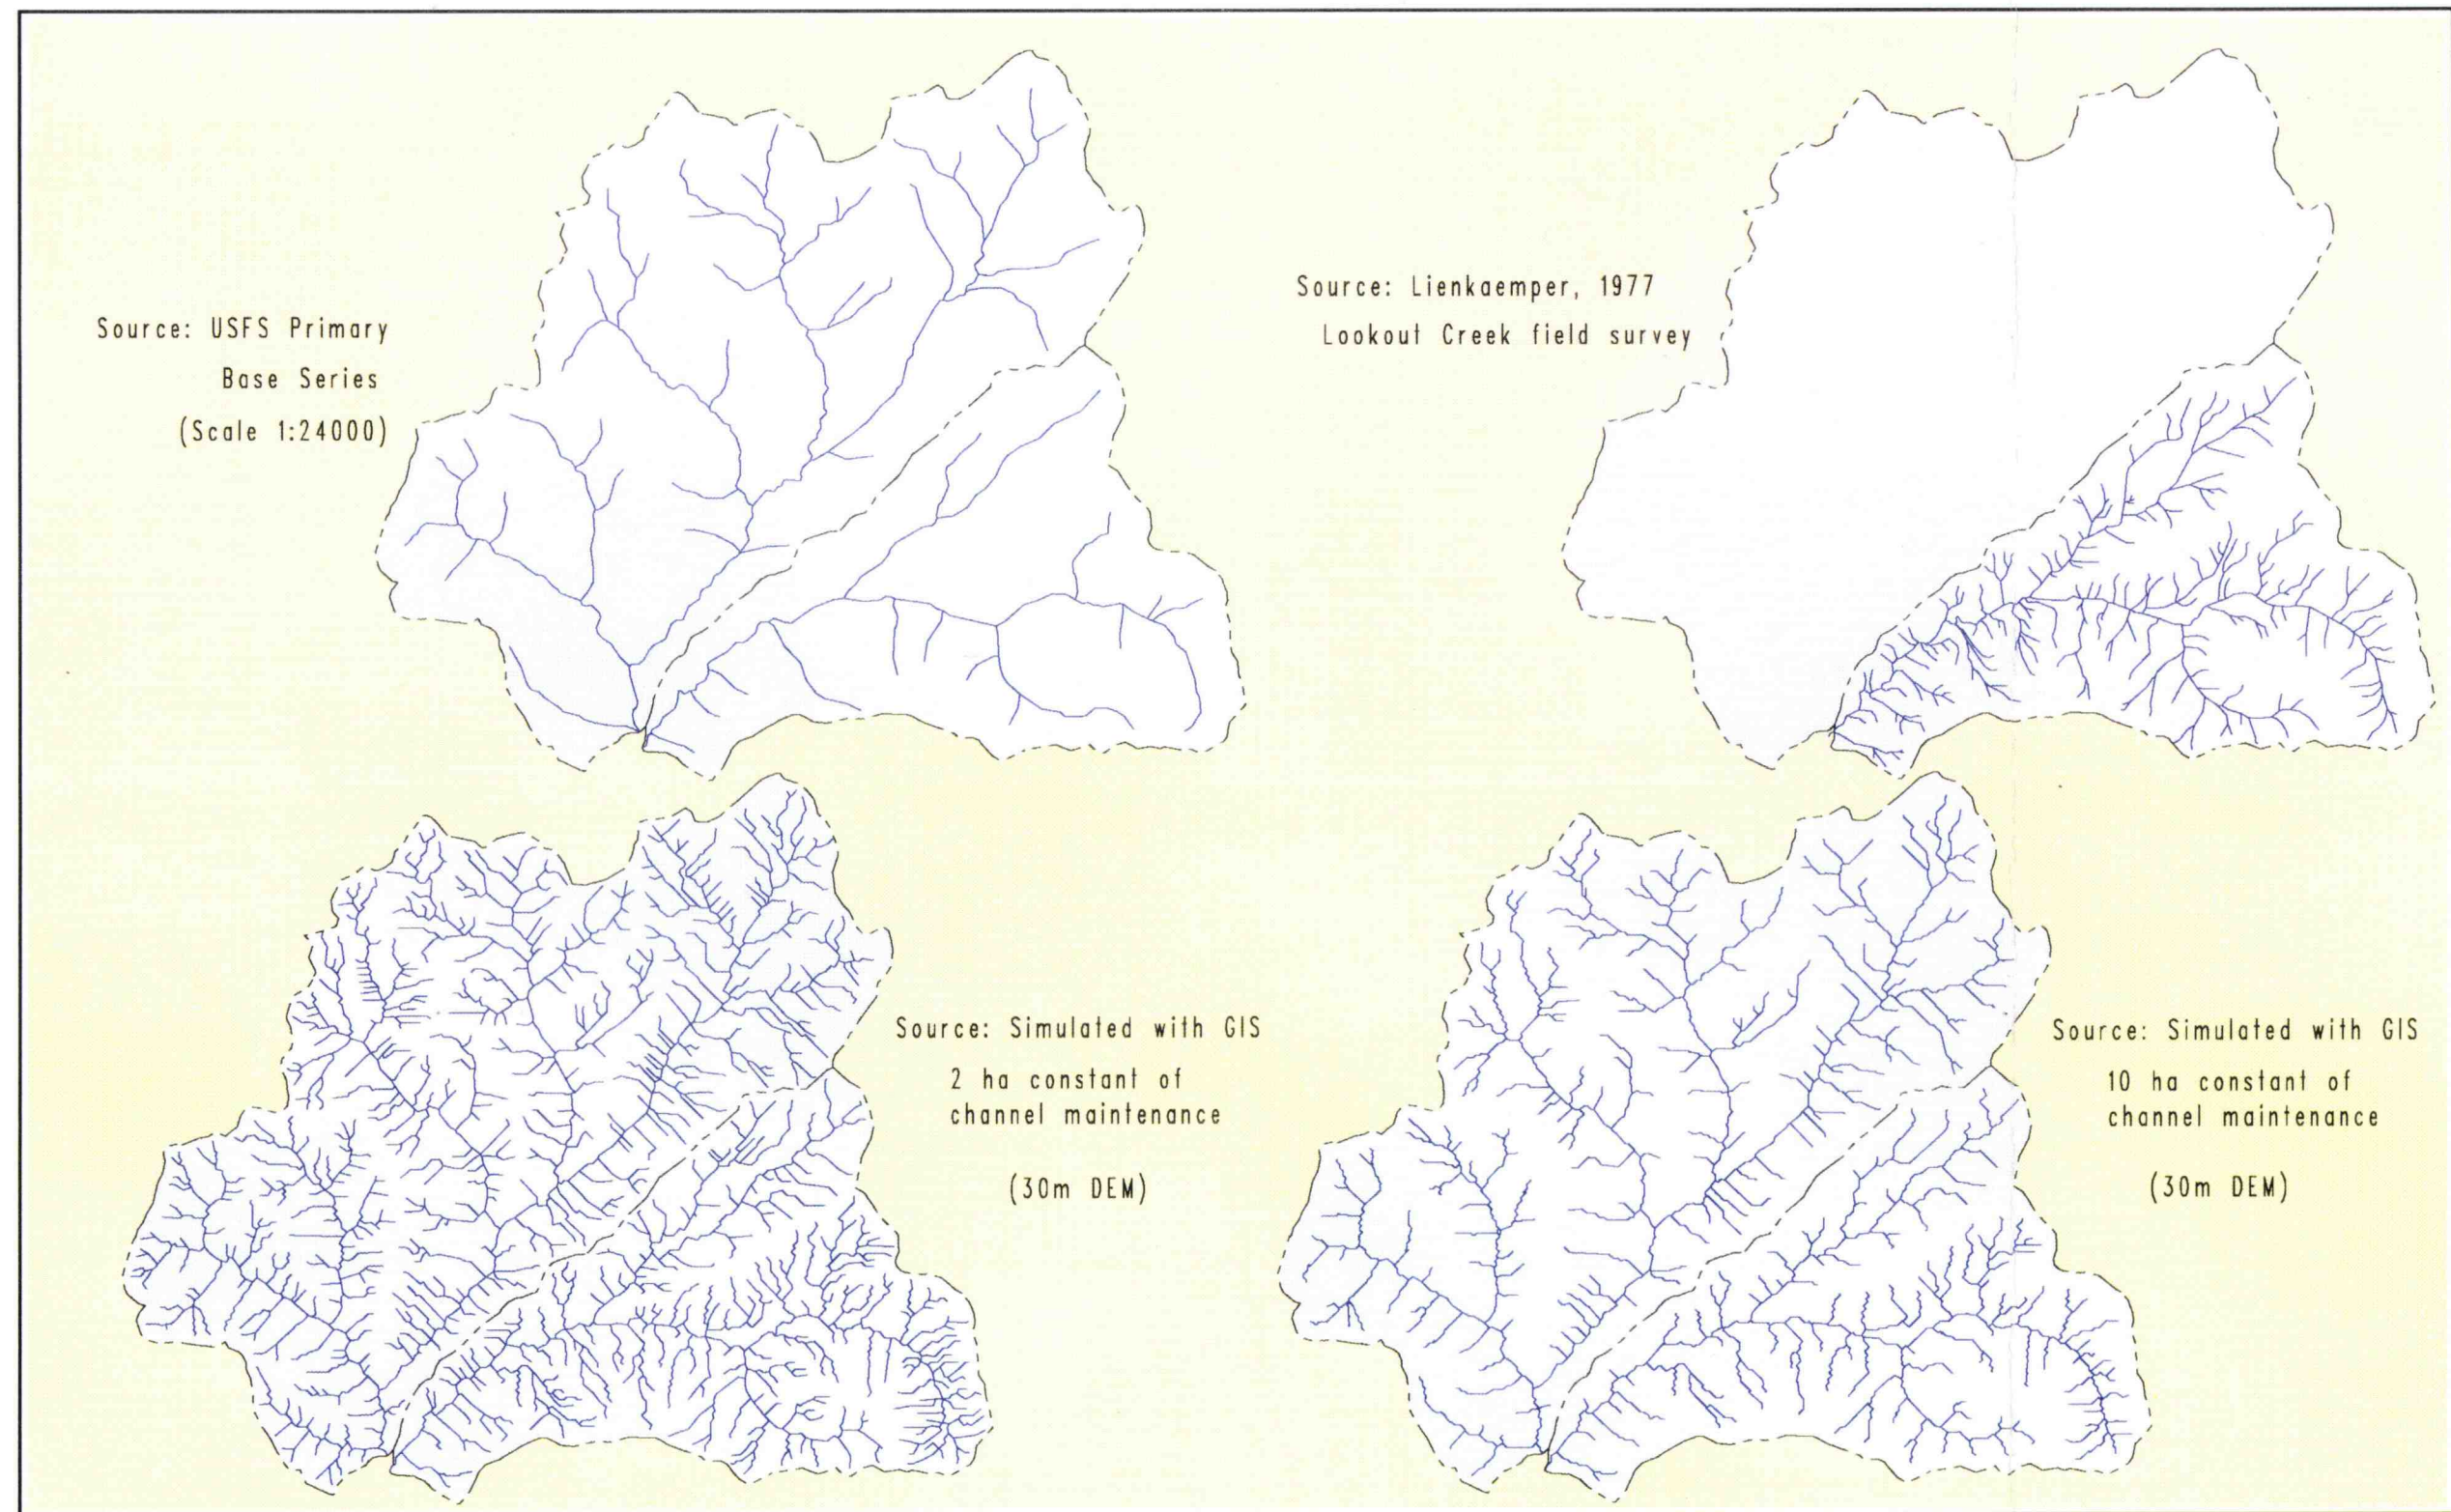 Source: USFS Primary
Base Series
(Scale 1:24000)
Source: Lienkaemper, 1977
Lookout Creek field survey
Source: Simulated with GIS
2 ha constant of
channel maintenance
(30m DEM)
Source: Simulated with GIS
10 ha constant of
channel maintenance
(30m DEM)